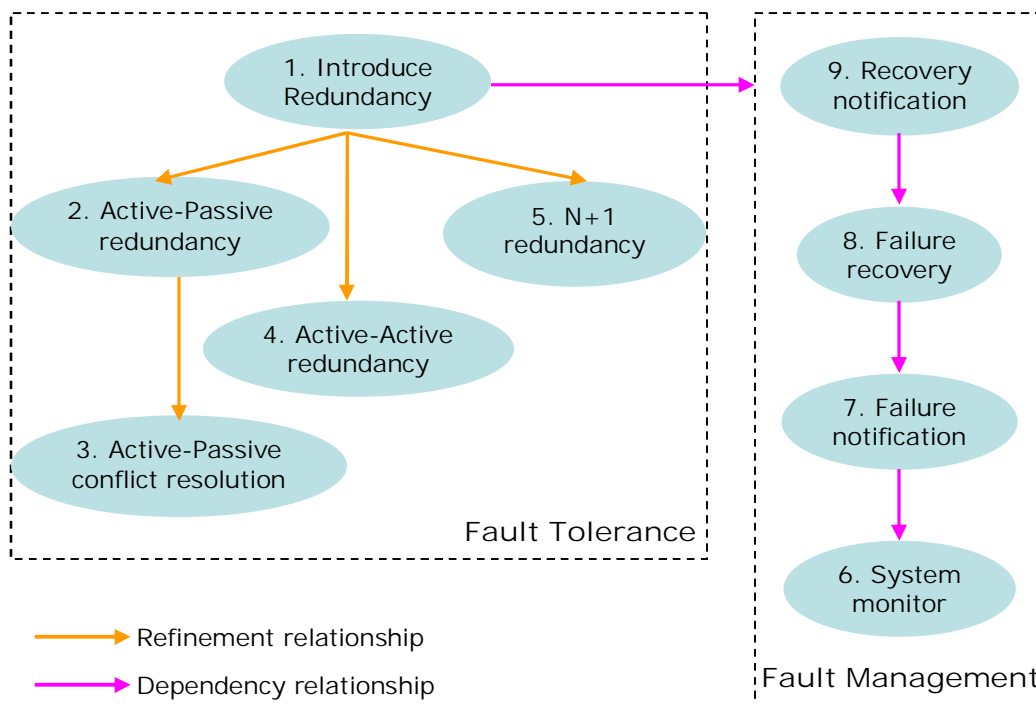 1. Introduce
Redundancy
9. Recovery
notification
2. Active-Passive
redundancy
5. N+1
redundancy
8. Failure
recovery
4. Active-Active
redundancy
7. Failure
notification
3. Active-Passive
conflict resolution
Fault Tolerance
6. System
monitor
Refinement relationship
Dependency relationship
Fault Management